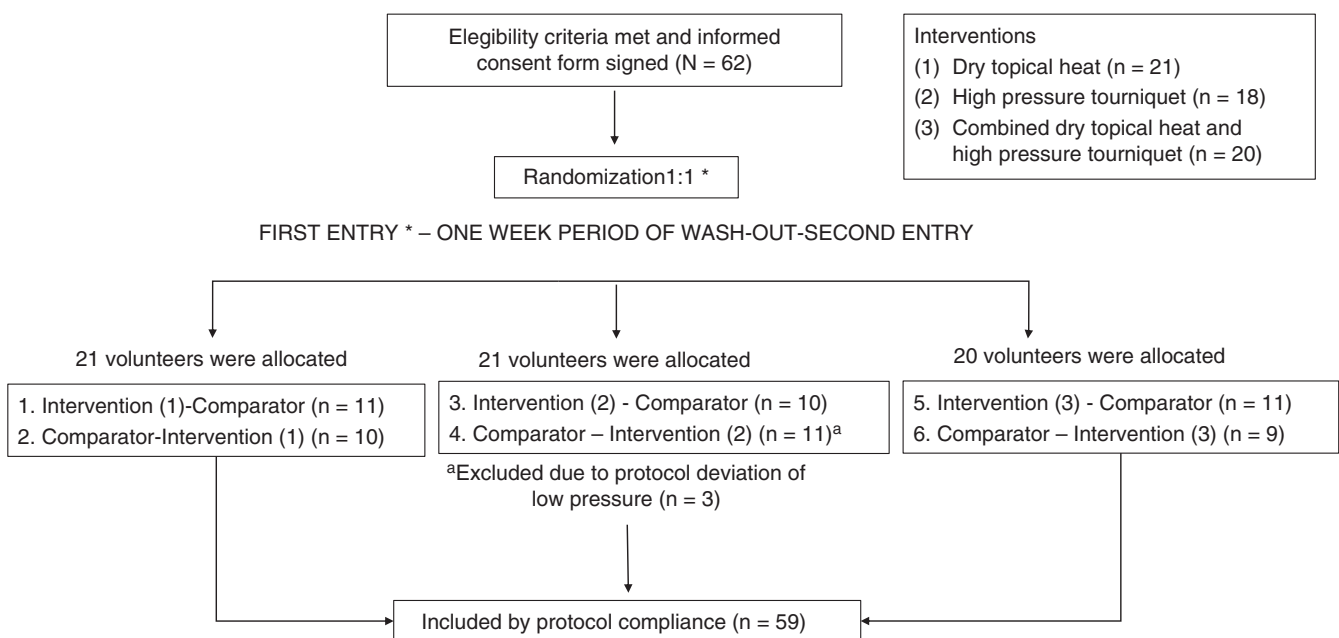 Elegibility criteria met and informed
consent form signed (N = 62)
Interventions
(1) Dry topical heat (n = 21)
(2) High pressure tourniquet (n = 18)
(3) Combined dry topical heat and
high pressure tourniquet (n = 20)
Randomization1:1 *
FIRST ENTRY * – ONE WEEK PERIOD OF WASH-OUT-SECOND ENTRY
21 volunteers were allocated
1. Intervention (1)-Comparator (n = 11)
2. Comparator-Intervention (1) (n = 10)
21 volunteers were allocated
3. Intervention (2) - Comparator (n = 10)
4. Comparator – Intervention (2) (n = 11)a
aExcluded due to protocol deviation of
low pressure (n = 3)
20 volunteers were allocated
5. Intervention (3) - Comparator (n = 11)
6. Comparator – Intervention (3) (n = 9)
Included by protocol compliance (n = 59)